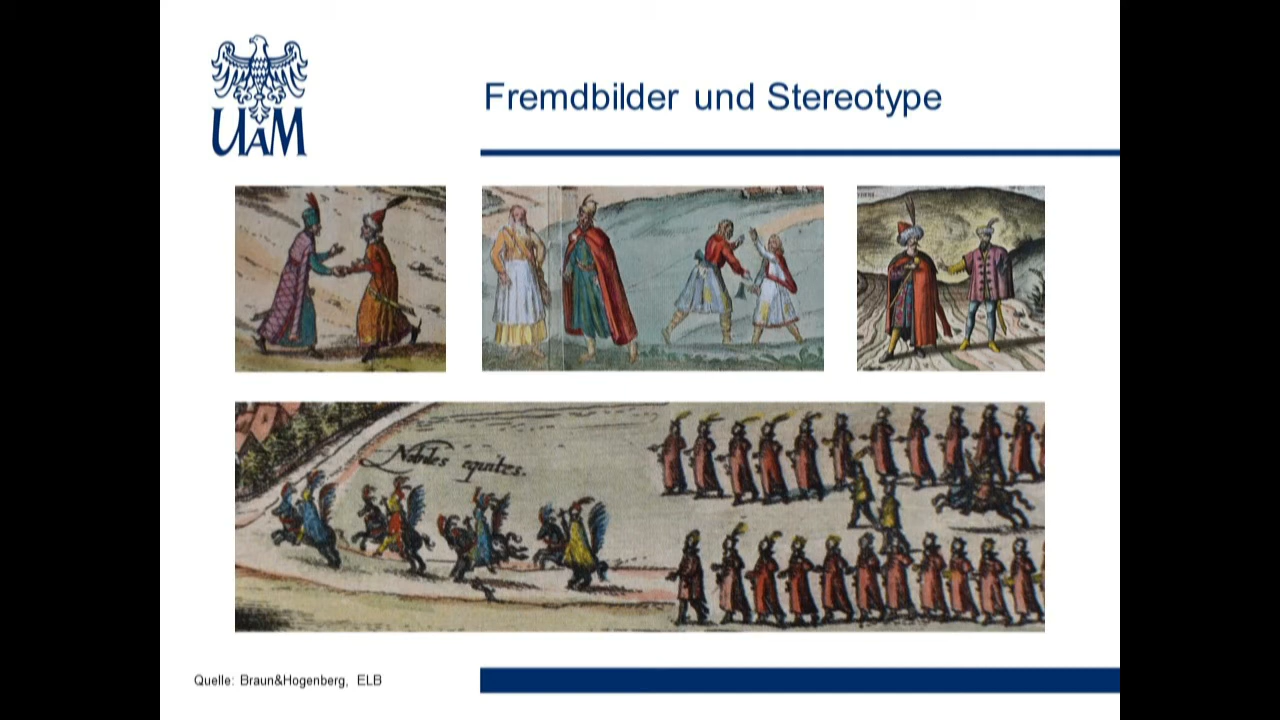 UAM
Fremdbilder und Stereotype
Nobiles equites.
Quelle: Braun&Hogenberg, ELB